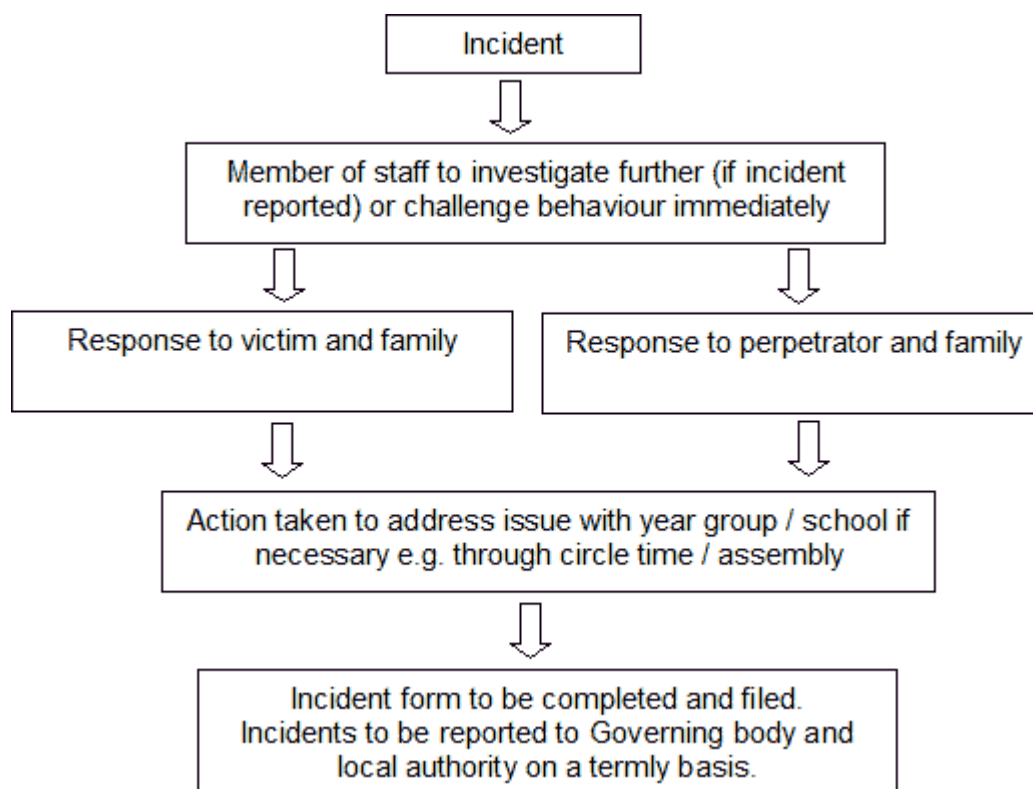 Incident
Member of staff to investigate further (if incident
reported) or challenge behaviour immediately
Response to victim and family
Response to perpetrator and family
Action taken to address issue with year group / school if
necessary e.g. through circle time / assembly
Incident form to be completed and filed.
Incidents to be reported to Governing body and
local authority on a termly basis.